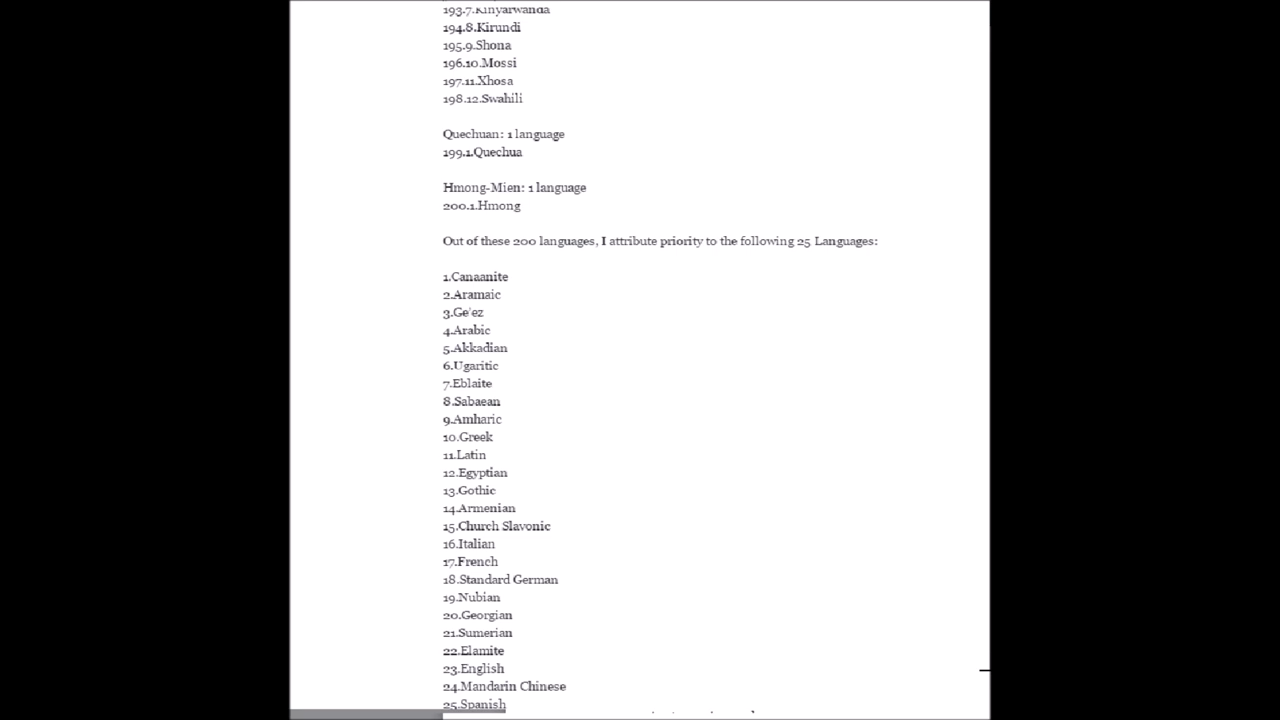 193.7.Kinyarwanda
194.8.Kirundi
195.9.Shona
196.10.Mossi
197.11.Xhosa
198.12.Swahili
Quechuan: 1 language
199.1.Quechua
Hmong-Mien: 1 language
200.1.Hmong
Out of these 200 languages, I attribute priority to the following 25 Languages:
1.Canaanite
2.Aramaic
3.Ge'ez
4.Arabic
5.Akkadian
6.Ugaritic
7.Eblaite
8.Sabaean
9.Amharic
10.Greek
11.Latin
12.Egyptian
13.Gothic
14.Armenian
15.Church Slavonic
16.Italian
17.French
18.Standard German
19.Nubian
20.Georgian
21.Sumerian
22.Elamite
23.English
24.Mandarin Chinese
25.Spanish